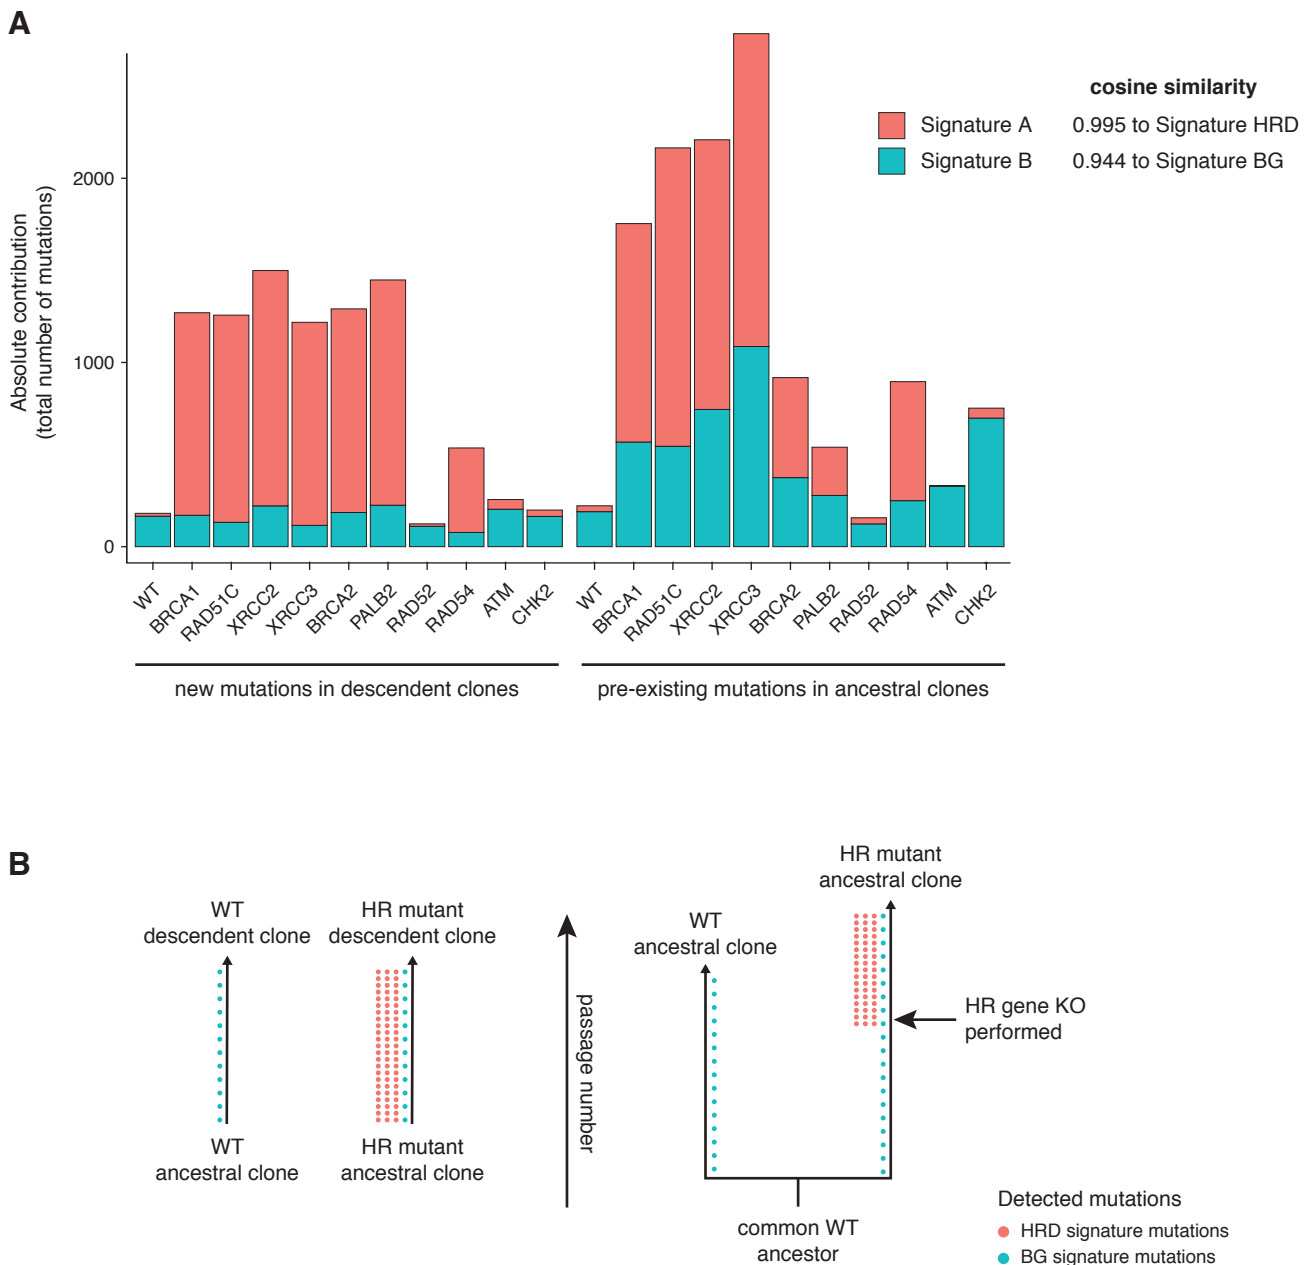 A
cosine similarity
Signature A 0.995 to Signature HRD
Signature B 0.944 to Signature BG
Absolute contribution
(total number of mutations)
2000
1000
0
WT BRCA1 RAD51C XRCC2 XRCC3 BRCA2 PALB2 RAD52 RAD54 ATM CHK2 WT BRCA1 RAD51C XRCC2 XRCC3 BRCA2 PALB2 RAD52 RAD54 ATM CHK2
new mutations in descendent clones
pre-existing mutations in ancestral clones
B
WT
descendent clone
HR mutant
descendent clone
WT
ancestral clone
HR mutant
ancestral clone
passage number
WT
ancestral clone
HR mutant
ancestral clone
HR gene KO
performed
common WT
ancestor
Detected mutations
HRD signature mutations
BG signature mutations